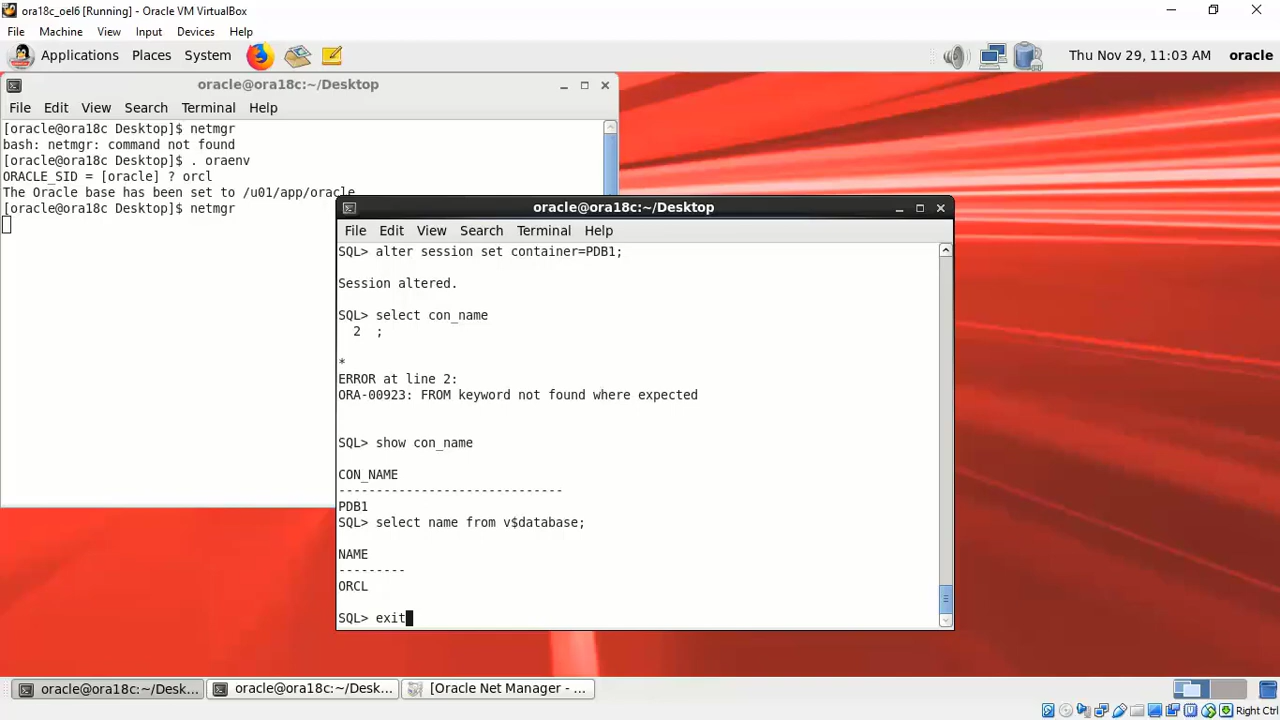 ora18c_oel6 [Running] - Oracle VM VirtualBox
File Machine View Input Devices Help
Applications Places System
Thu Nov 29, 11:03 AM oracle
oracle@ora18c:~/Desktop
File Edit View Search Terminal Help
[oracle@ora18c Desktop]$ netmgr
bash: netmgr: command not found
[oracle@ora18c Desktop]$ . oraenv
ORACLE_SID = [oracle] ? orcl
The Oracle base has been set to /u01/app/oracle
[oracle@ora18c Desktop]$ netmgr
oracle@ora18c:~/Desktop
File Edit View Search Terminal Help
SQL> alter session set container=PDB1;
Session altered.
SQL> select con_name
2 ;
*
ERROR at line 2:
ORA-00923: FROM keyword not found where expected
SQL> show con_name
CON_NAME
------------------------------
PDB1
SQL> select name from v$database;
NAME
---------
ORCL
SQL> exit
oracle@ora18c:~/Desk...
oracle@ora18c:~/Desk...
[Oracle Net Manager - ...
Right Ctrl